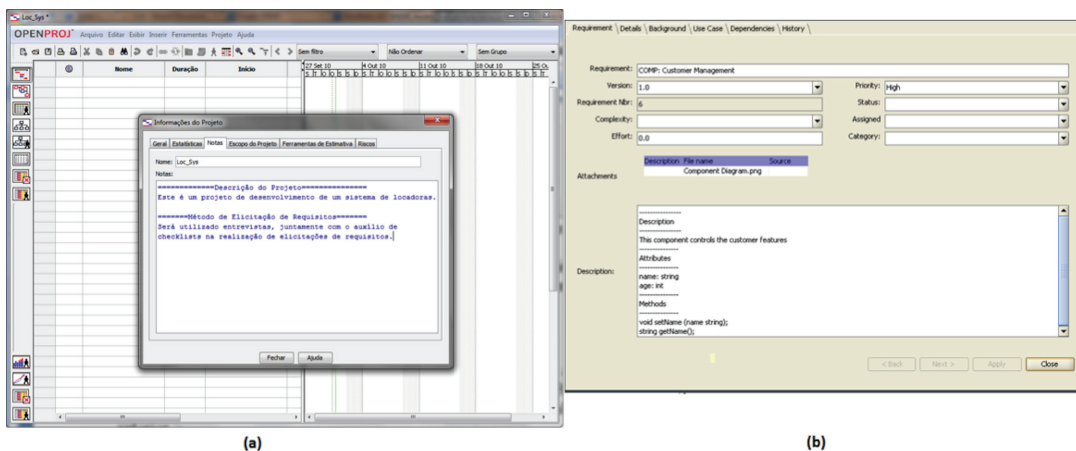 Loc_Sys *
OPENPROJ Arquivo Editar Exibir Inserir Ferramentas Projeto Ajuda
Sem filtro Não Ordenar Sem Grupo
Nome Duração Início
27 Set 10 4 Out 10 11 Out 10 18 Out 10
Informações do Projeto
Geral Estatísticas Notas Escopo do Projeto Ferramentas de Estimativa Riscos
Nome: Loc_Sys
Notas:
=============Descrição do Projeto===============
Este é um projeto de desenvolvimento de um sistema de locadoras.
=======Método de Elicitação de Requisitos=======
Será utilizado entrevistas, juntamente com o auxílio de
checklists na realização de elicitações de requisitos.
Fechar Ajuda
(a)
Requirement Details Background Use Case Dependencies History
Requirement: COMP: Customer Management
Version: 1.0 Priority: High
Requirement Nbr: 6 Status:
Complexity: Assigned
Effort: 0.0 Category:
Description File name Source
Component Diagram.png
Attachments
Description:
----------------
Description
----------------
This component controls the customer features
---------------
Attributes
---------------
name: string
age: int
---------------
Methods
---------------
void setName (name string);
string getName();
< Back Next > Apply Close
(b)